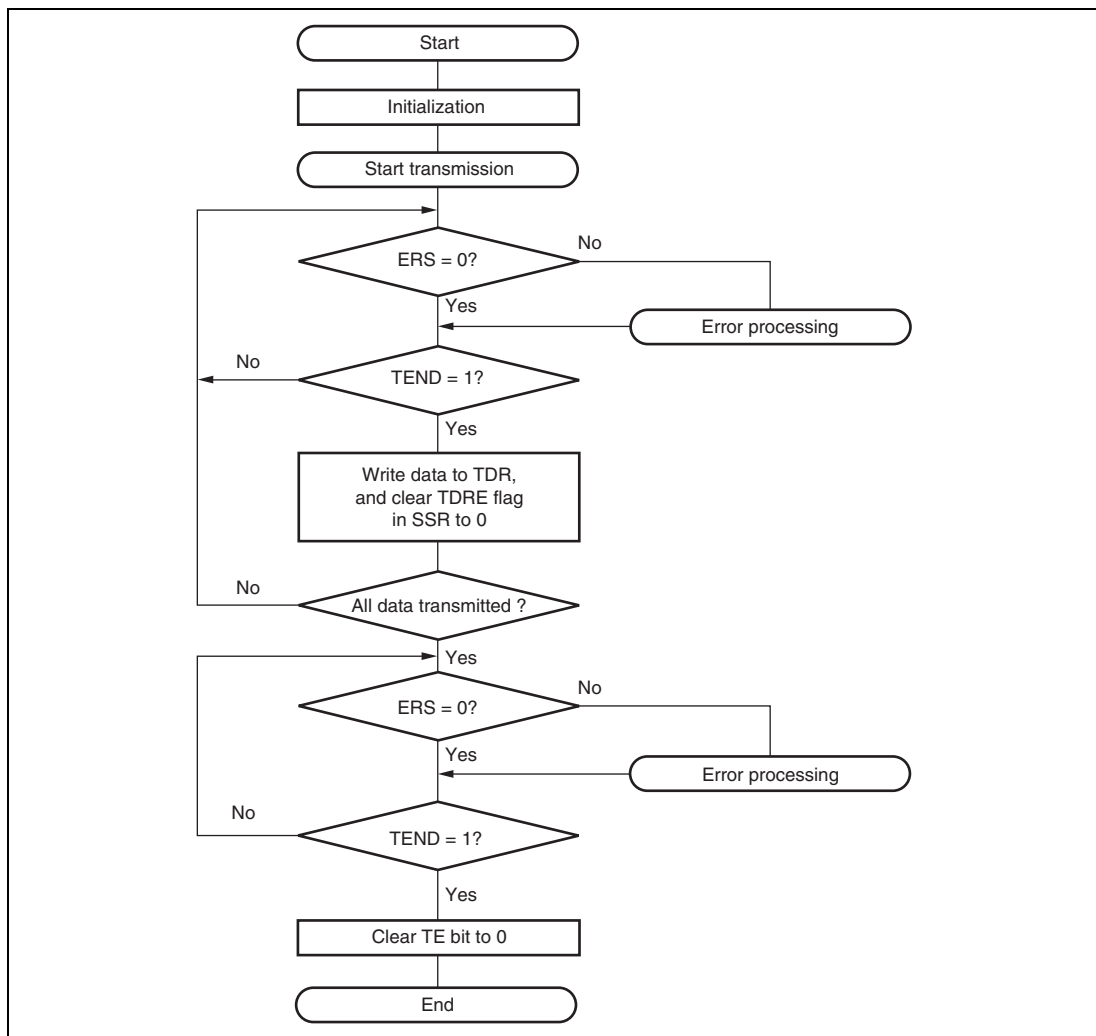 Start
Initialization
Start transmission
ERS = 0?
No
Yes
Error processing
No
TEND = 1?
Yes
Write data to TDR,
and clear TDRE flag
in SSR to 0
No
All data transmitted ?
Yes
ERS = 0?
No
Yes
Error processing
No
TEND = 1?
Yes
Clear TE bit to 0
End